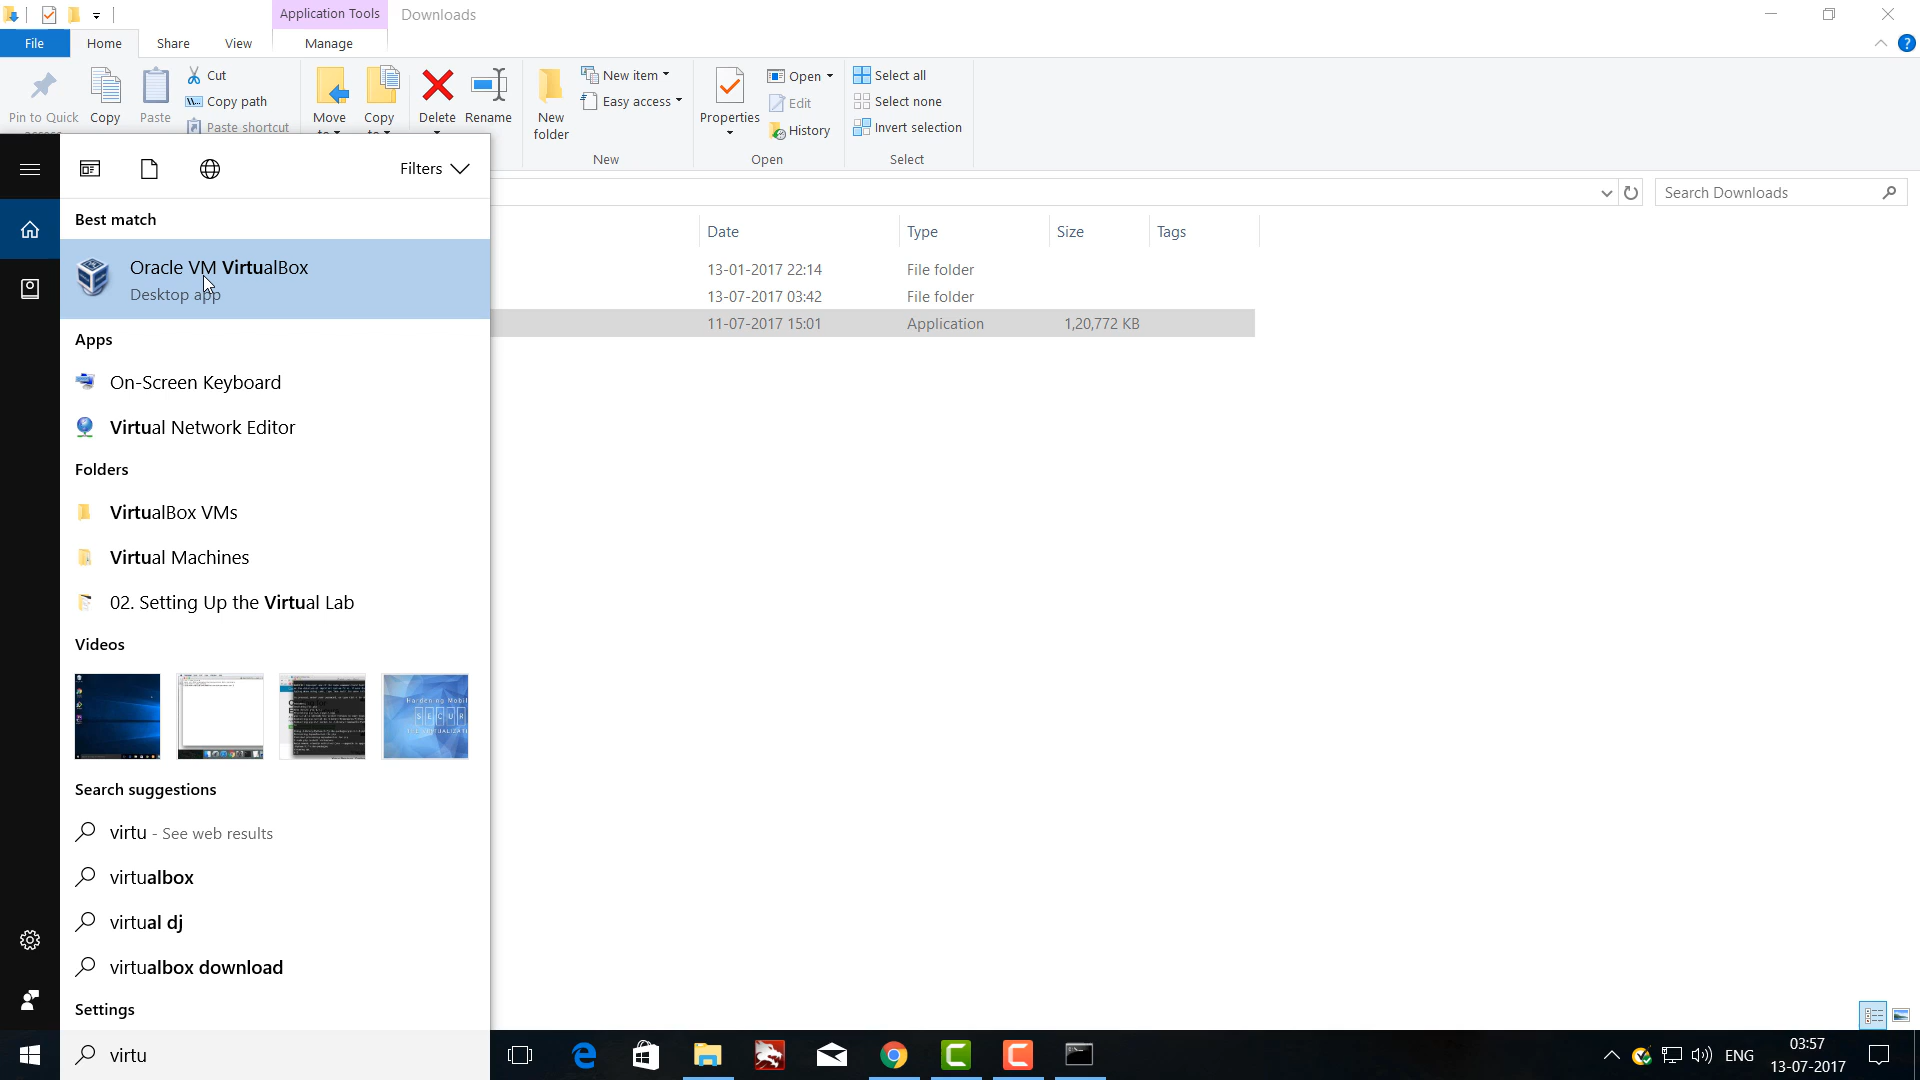 Application Tools
Downloads
File
Home
Share
View
Manage
Pin to Quick
Copy
Paste
Cut
Copy path
Paste shortcut
Move
Copy
Delete
Rename
New
folder
New item
Easy access
New
Properties
Open
Edit
History
Open
Select all
Select none
Invert selection
Select
Search Downloads
Date
Type
Size
Tags
13-01-2017 22:14
File folder
13-07-2017 03:42
File folder
11-07-2017 15:01
Application
1,20,772 KB
Filters
Best match
Oracle VM VirtualBox
Desktop app
Apps
On-Screen Keyboard
Virtual Network Editor
Folders
VirtualBox VMs
Virtual Machines
02. Setting Up the Virtual Lab
Videos
Search suggestions
virtu - See web results
virtualbox
virtual dj
virtualbox download
Settings
virtu
ENG
03:57
13-07-2017